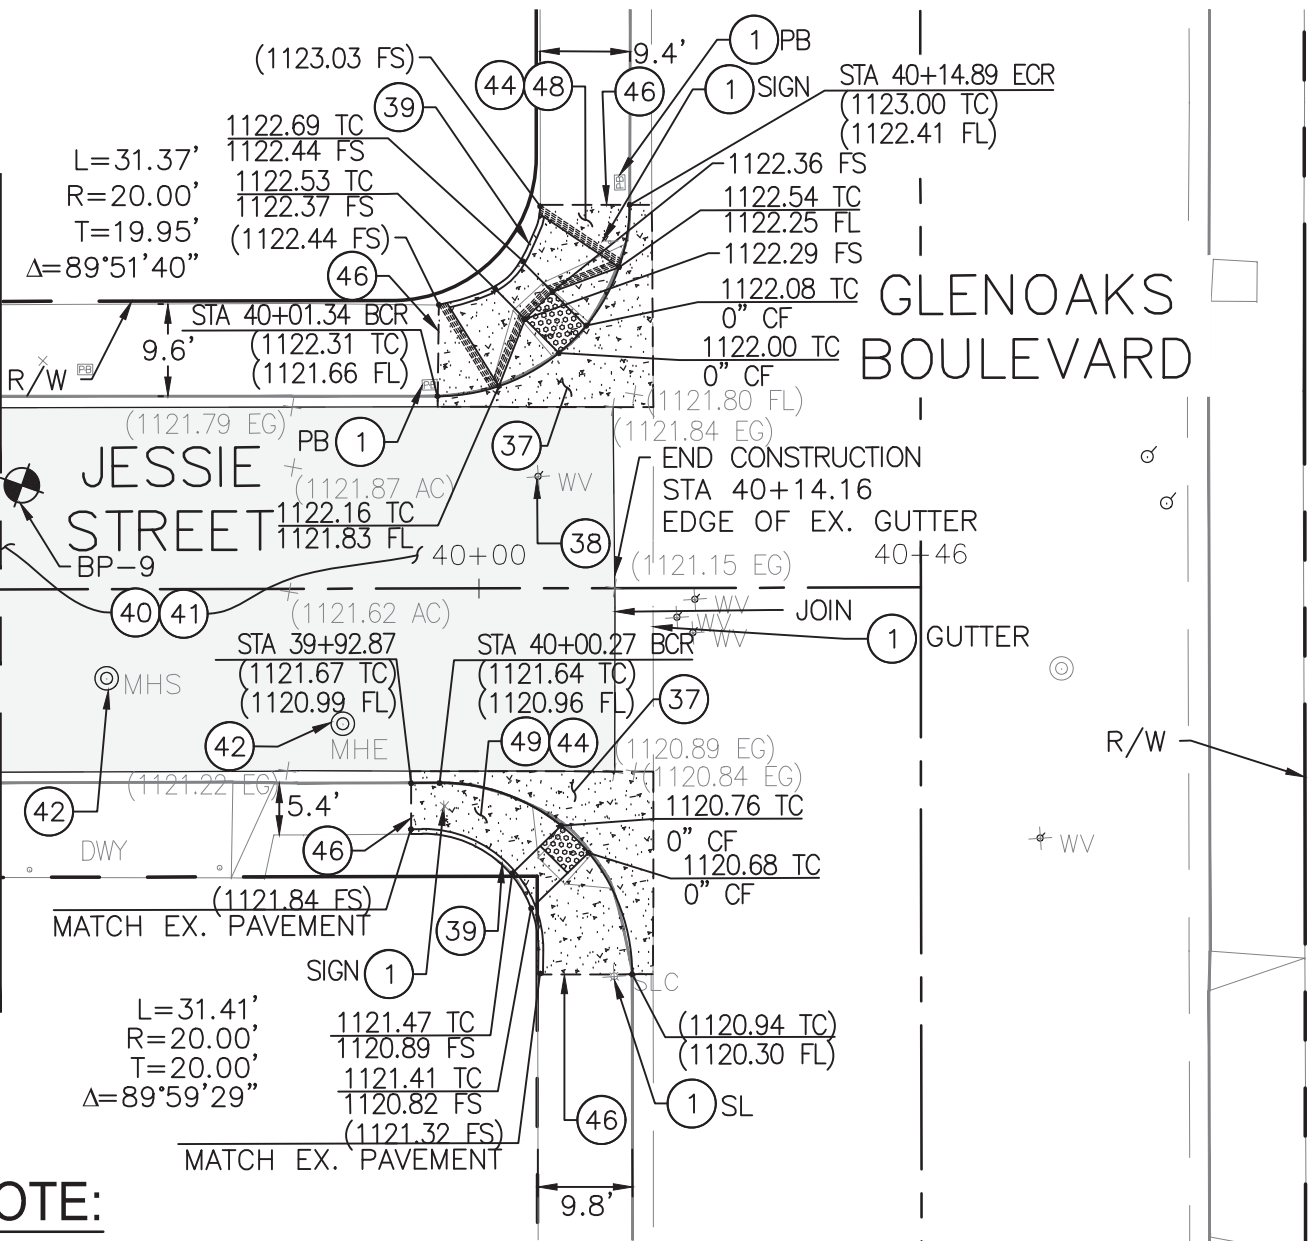 (1123.03 FS)
9.4'
1 PB
44 48
46
1 SIGN
39
STA 40+14.89 ECR
(1123.00 TC)
(1122.41 FL)
1122.69 TC
1122.44 FS
L=31.37'
R=20.00'
T=19.95'
Δ=89°51'40"
1122.53 TC
1122.37 FS
(1122.44 FS)
46
1122.36 FS
1122.54 TC
1122.25 FL
1122.29 FS
1122.08 TC
0" CF
1122.00 TC
0" CF
PB
GLENOAKS
BOULEVARD
STA 40+01.34 BCR
(1122.31 TC)
(1121.66 FL)
9.6'
R/W
PB
PB
(1121.80 FL)
(1121.79 EG)
(1121.84 EG)
PB 1
37
JESSIE
STREET
(1121.87 AC)
1122.16 TC
1121.83 FL
WV
END CONSTRUCTION
STA 40+14.16
EDGE OF EX. GUTTER
38
40+00
40+46
BP-9
(1121.15 EG)
40 41
(1121.62 AC)
WV
WV
WV
JOIN
1 GUTTER
STA 39+92.87
(1121.67 TC)
(1120.99 FL)
STA 40+00.27 BCR
(1121.64 TC)
(1120.96 FL)
37
MHS
42
MHE
49 44
(1120.89 EG)
(1120.84 EG)
R/W
(1121.22 EG)
42
5.4'
1120.76 TC
0" CF
1120.68 TC
0" CF
DWY
46
WV
(1121.84 FS)
MATCH EX. PAVEMENT
39
SIGN 1
SLC
L=31.41'
R=20.00'
T=20.00'
Δ=89°59'29"
1121.47 TC
1120.89 FS
1121.41 TC
1120.82 FS
(1121.32 FS)
MATCH EX. PAVEMENT
(1120.94 TC)
(1120.30 FL)
1 SL
46
9.8'
OTE: